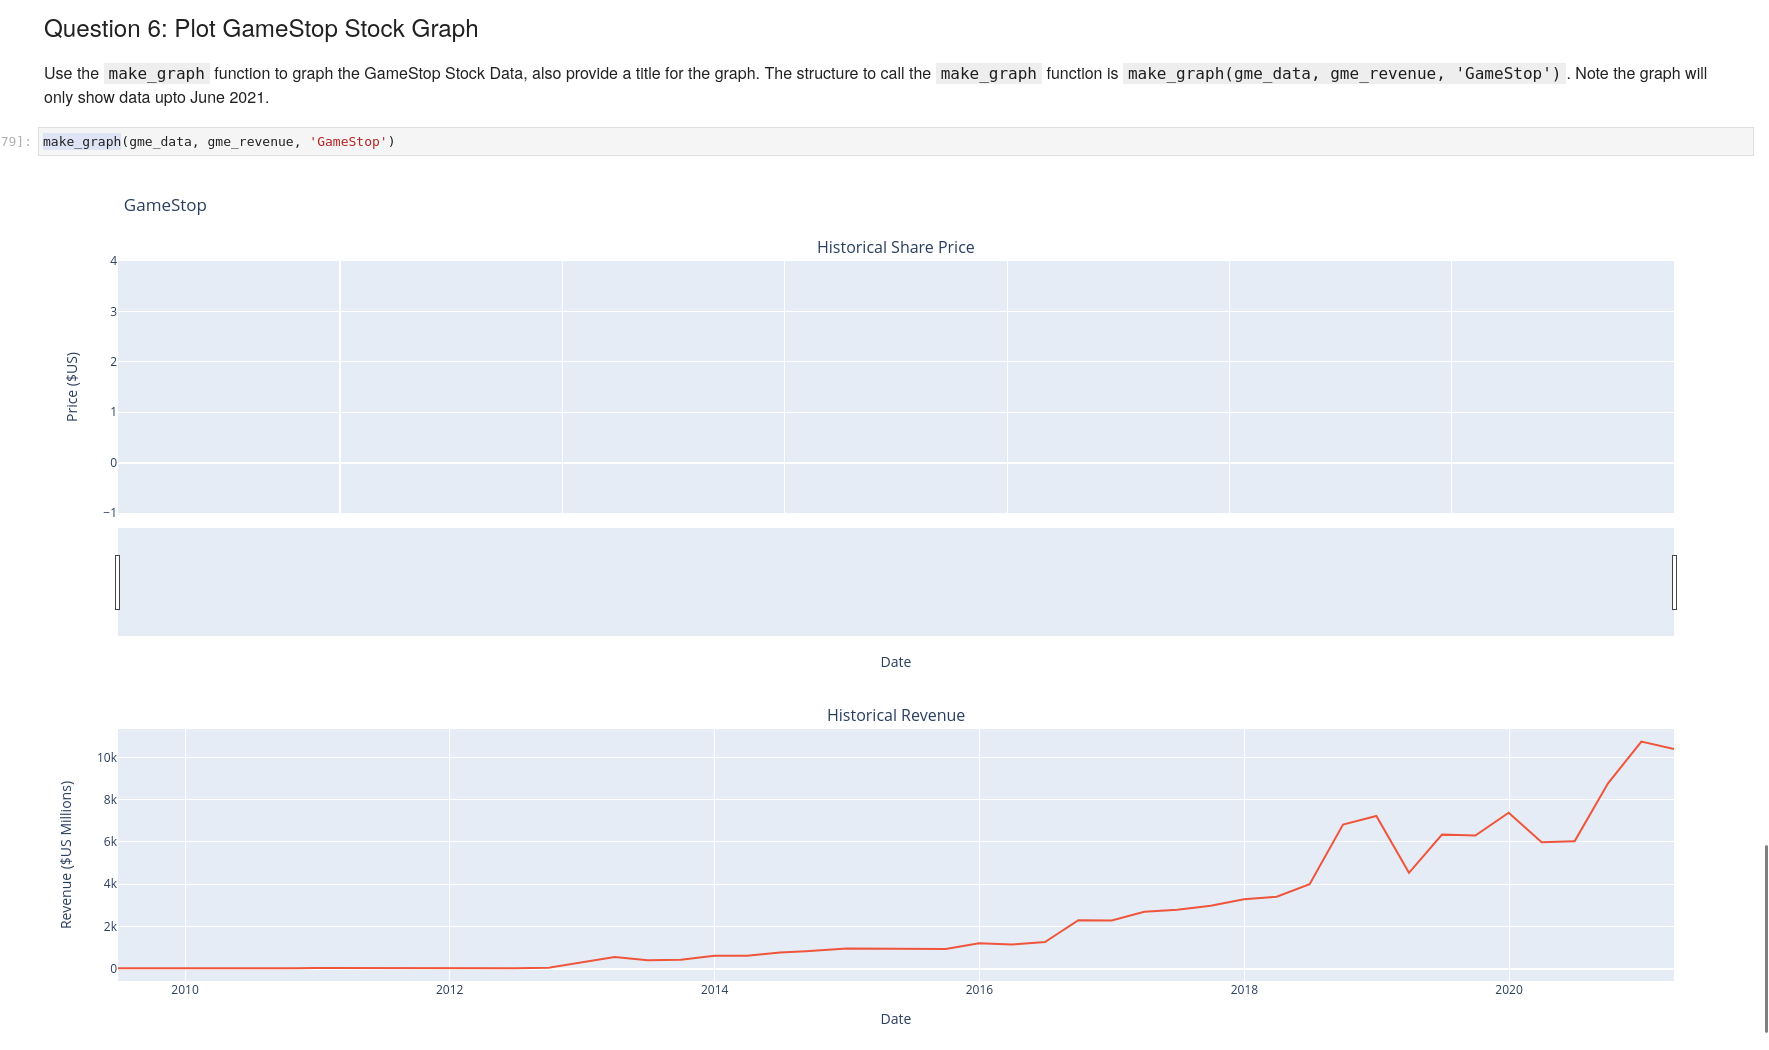 Question 6: Plot GameStop Stock Graph
Use the make_graph function to graph the GameStop Stock Data, also provide a title for the graph. The structure to call the make_graph function is make_graph(gme_data, gme_revenue, 'GameStop'). Note the graph will
only show data upto June 2021.
79]: make_graph(gme_data, gme_revenue, 'GameStop')
GameStop
Historical Share Price
4
3
2
1
0
−1
Price ($US)
Date
Historical Revenue
10k
8k
6k
4k
2k
0
Revenue ($US Millions)
2010 2012 2014 2016 2018 2020
Date